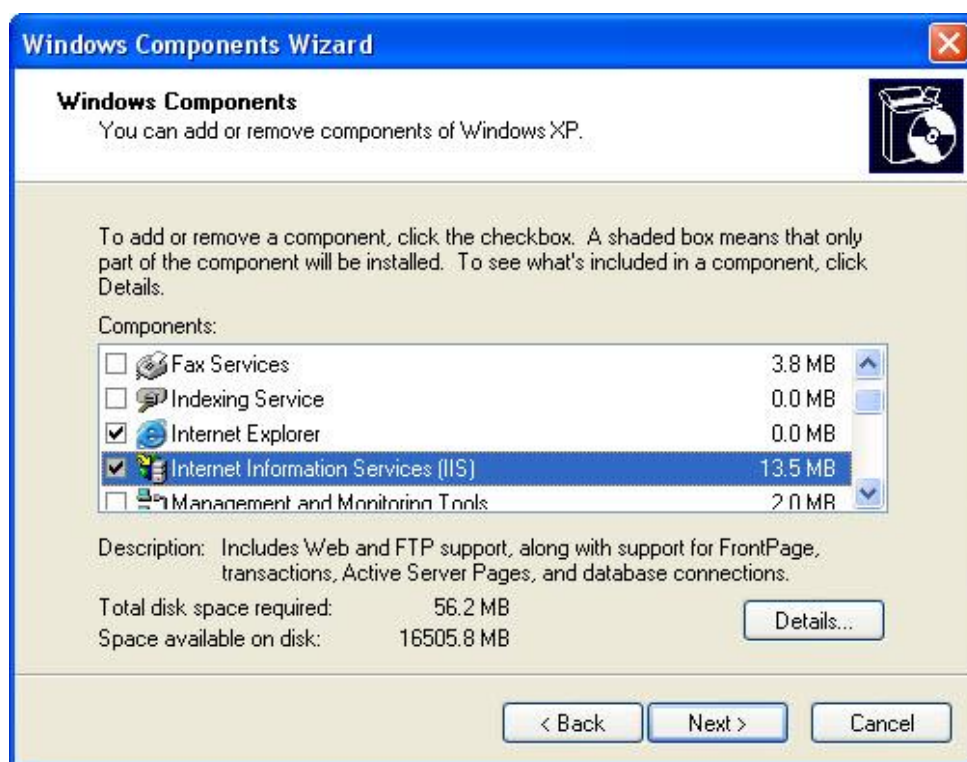 Windows Components Wizard
Windows Components
You can add or remove components of Windows XP.
To add or remove a component, click the checkbox. A shaded box means that only
part of the component will be installed. To see what's included in a component, click
Details.
Components:
Fax Services 3.8 MB
Indexing Service 0.0 MB
Internet Explorer 0.0 MB
Internet Information Services (IIS) 13.5 MB
Management and Monitoring Tools 2.0 MB
Description: Includes Web and FTP support, along with support for FrontPage,
transactions, Active Server Pages, and database connections.
Total disk space required: 56.2 MB
Space available on disk: 16505.8 MB
Details...
< Back Next > Cancel